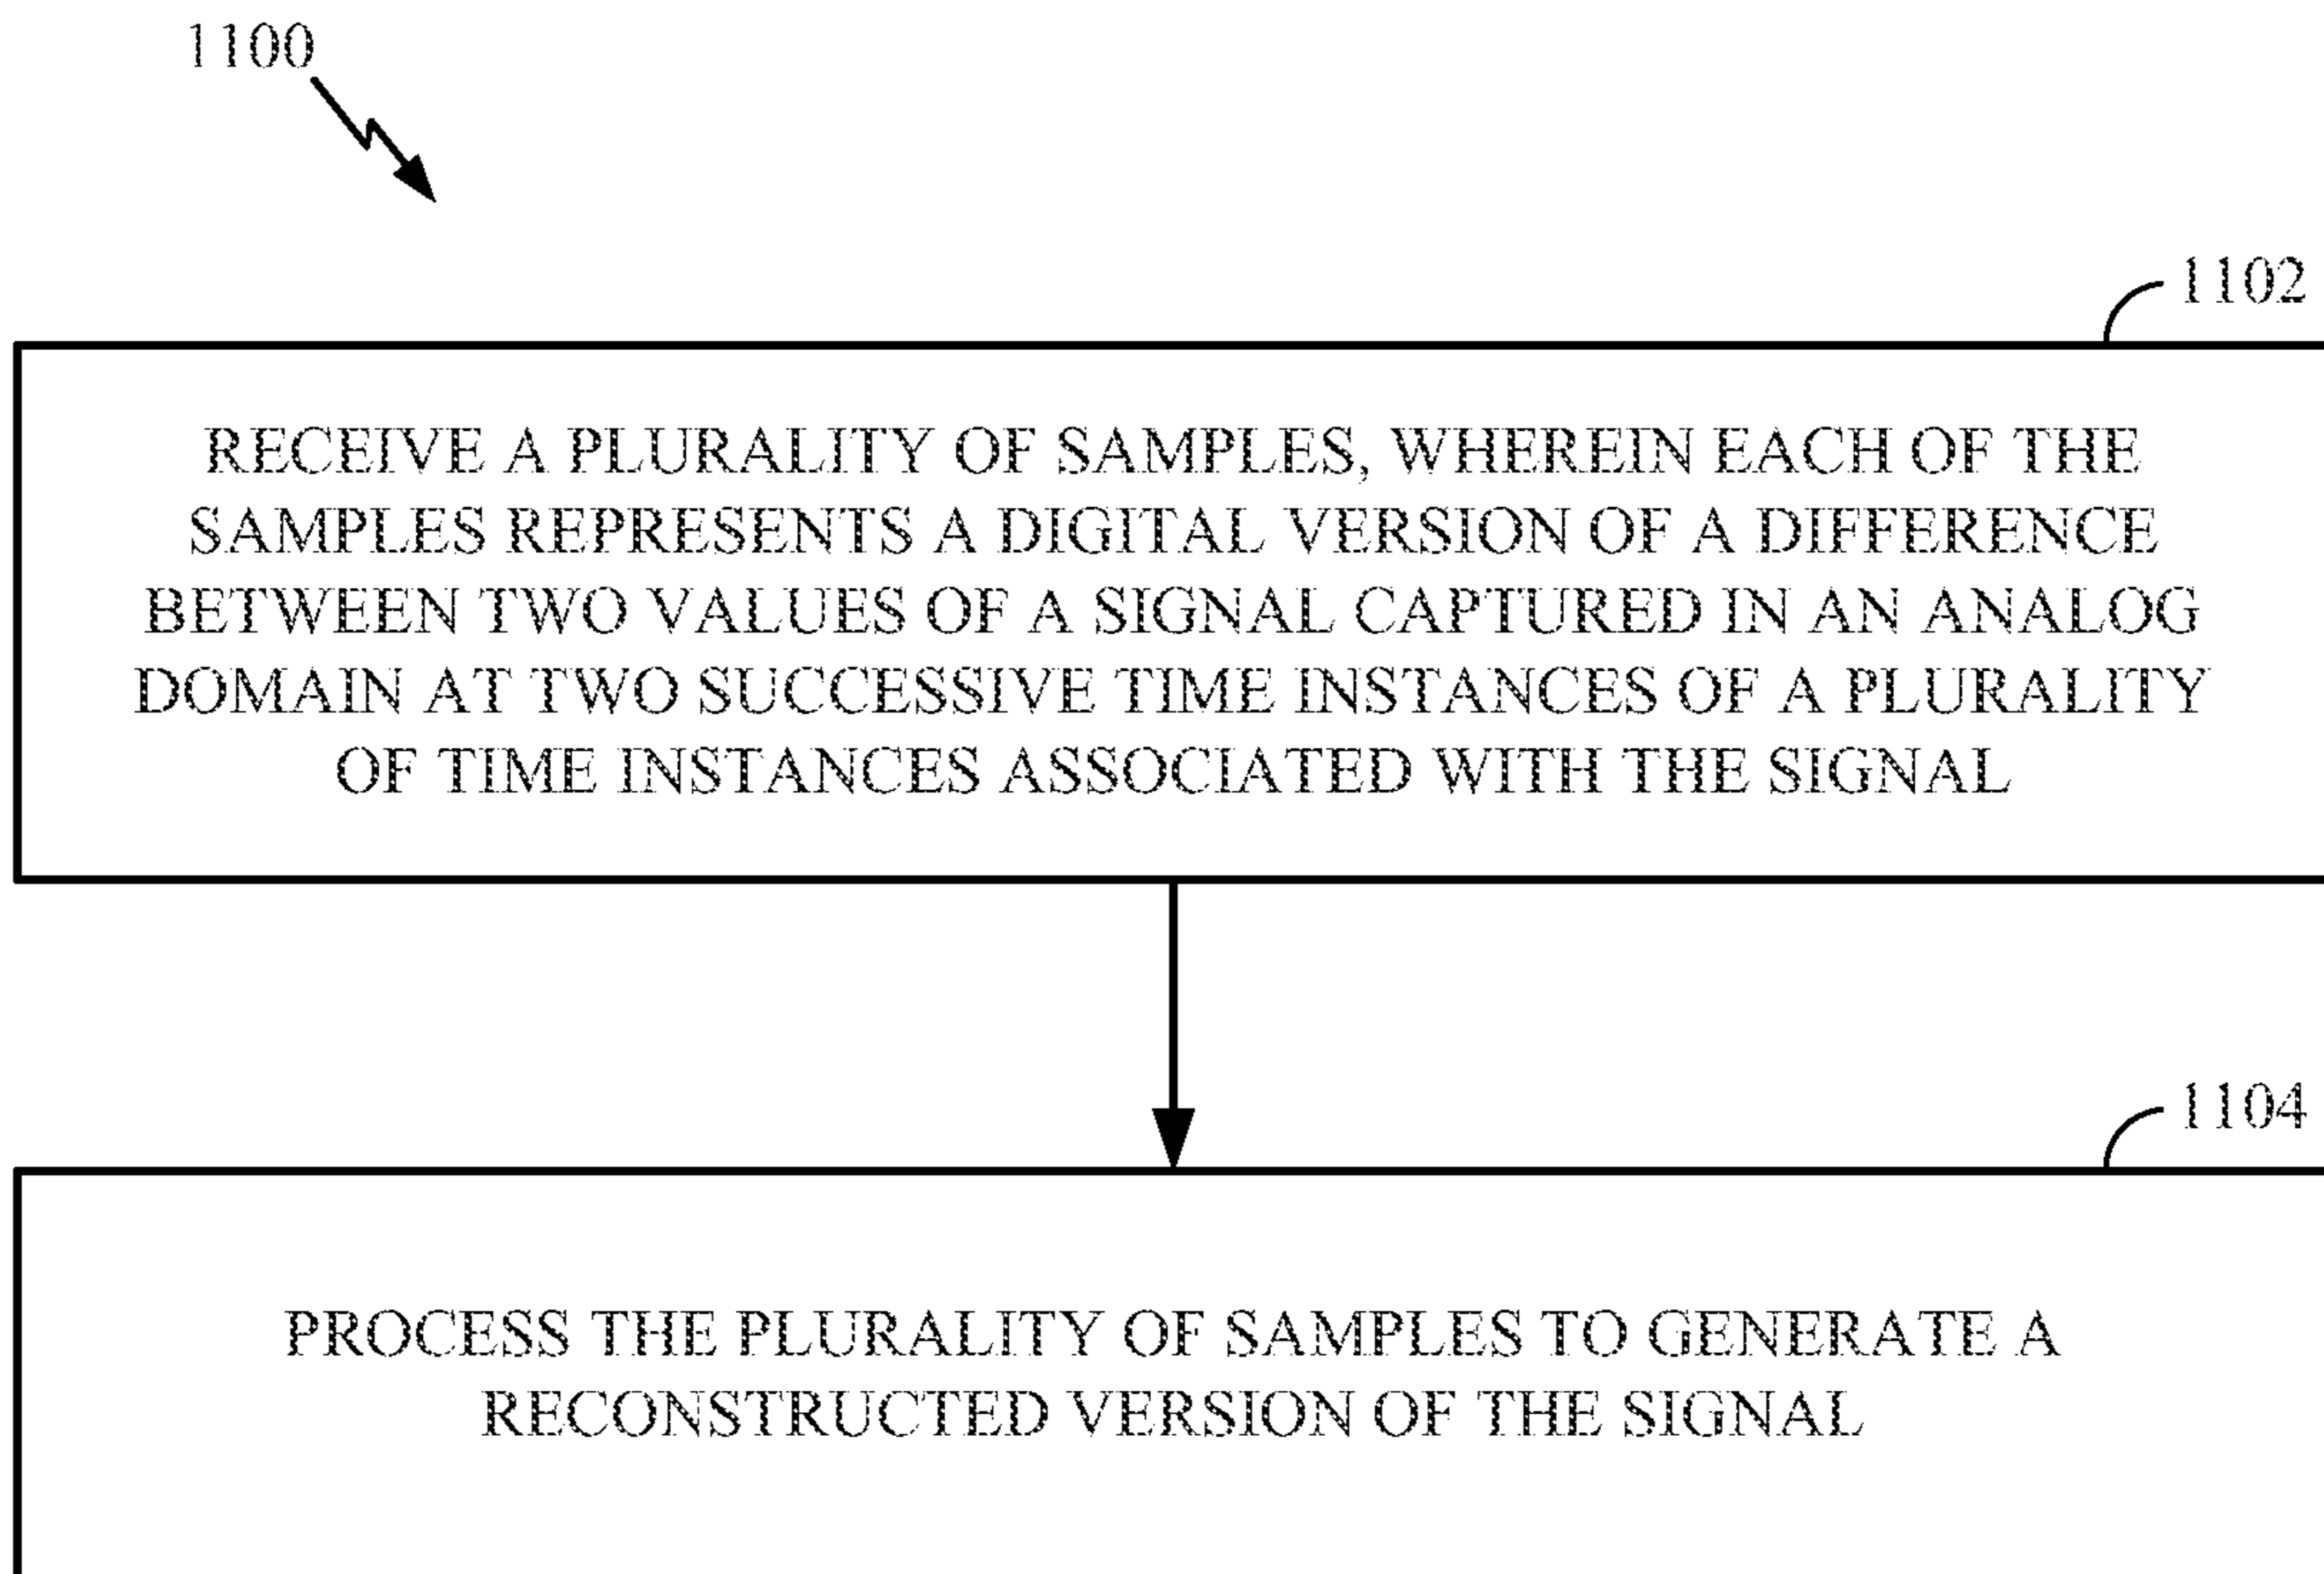 1100
1102
RECEIVE A PLURALITY OF SAMPLES, WHEREIN EACH OF THE
SAMPLES REPRESENTS A DIGITAL VERSION OF A DIFFERENCE
BETWEEN TWO VALUES OF A SIGNAL CAPTURED IN AN ANALOG
DOMAIN AT TWO SUCCESSIVE TIME INSTANCES OF A PLURALITY
OF TIME INSTANCES ASSOCIATED WITH THE SIGNAL
1104
PROCESS THE PLURALITY OF SAMPLES TO GENERATE A
RECONSTRUCTED VERSION OF THE SIGNAL